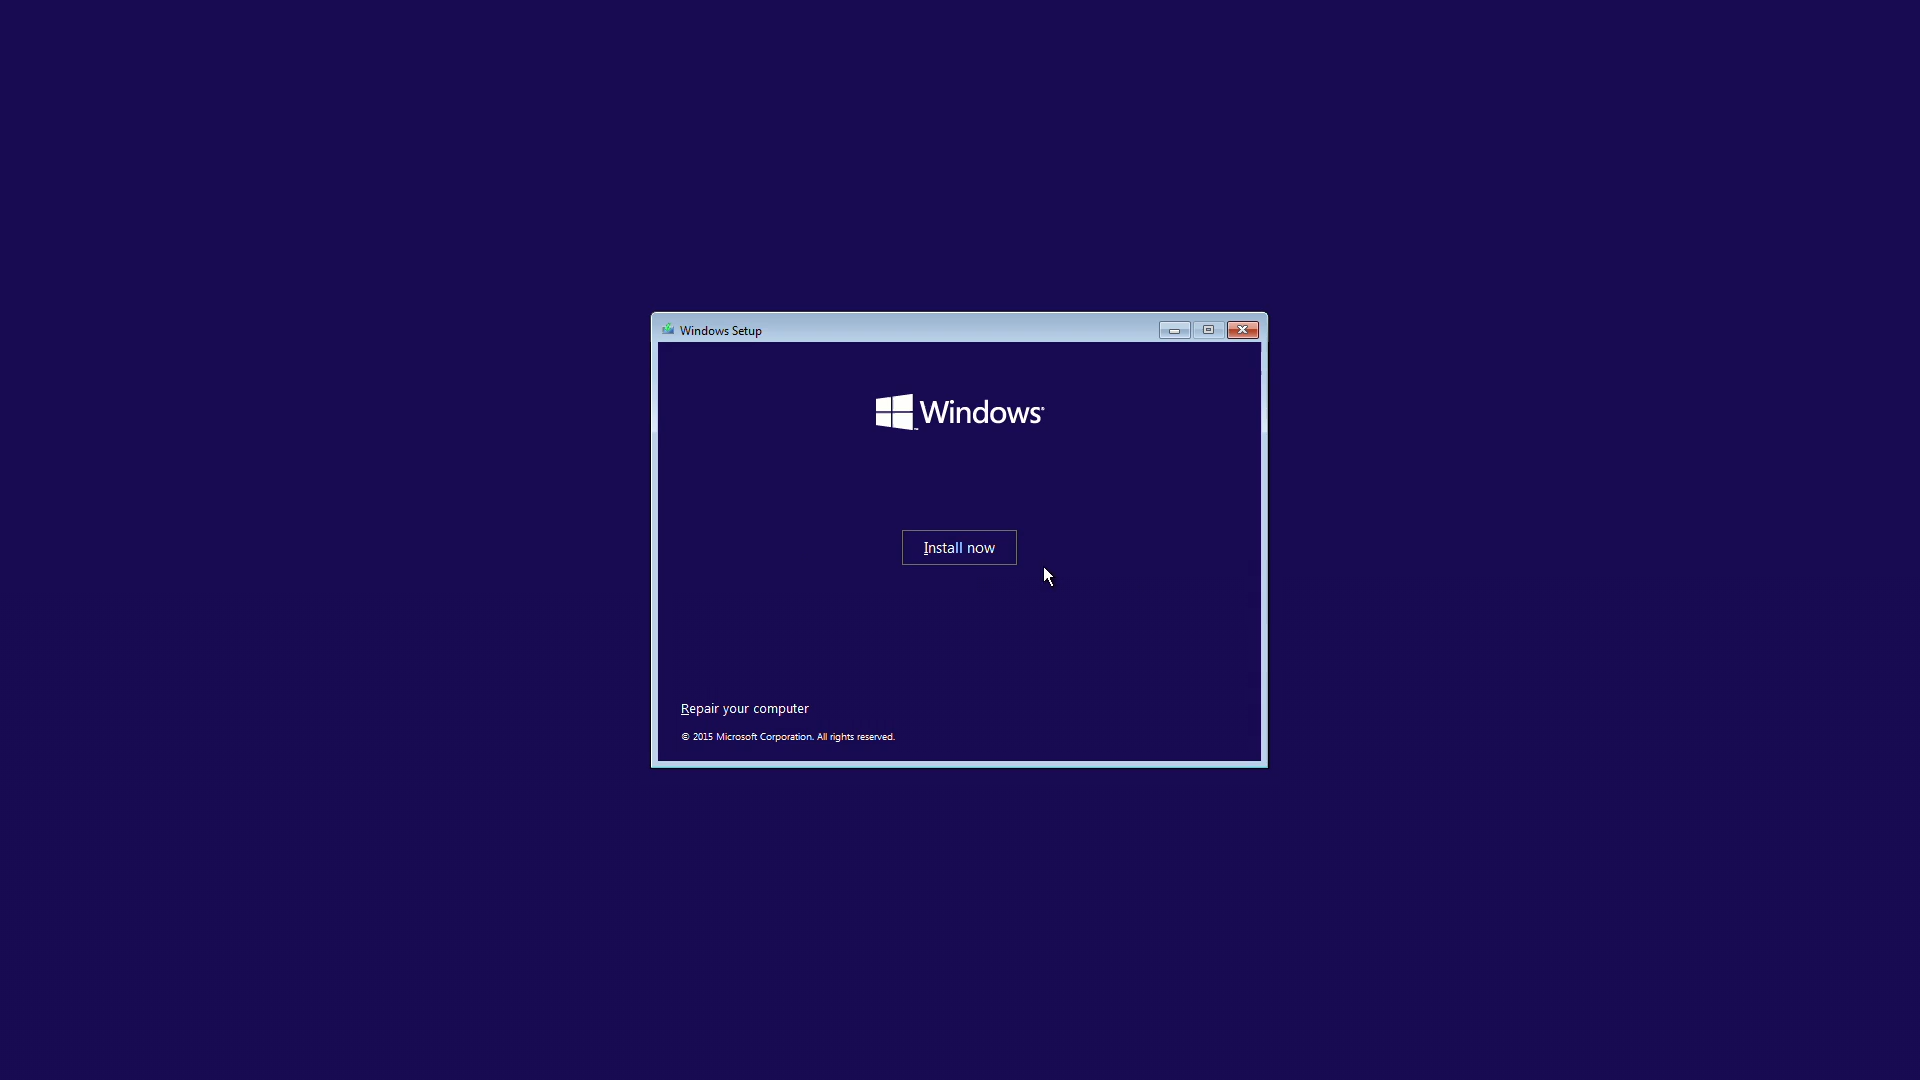 Windows Setup
Windows
Install now
Repair your computer
© 2015 Microsoft Corporation. All rights reserved.